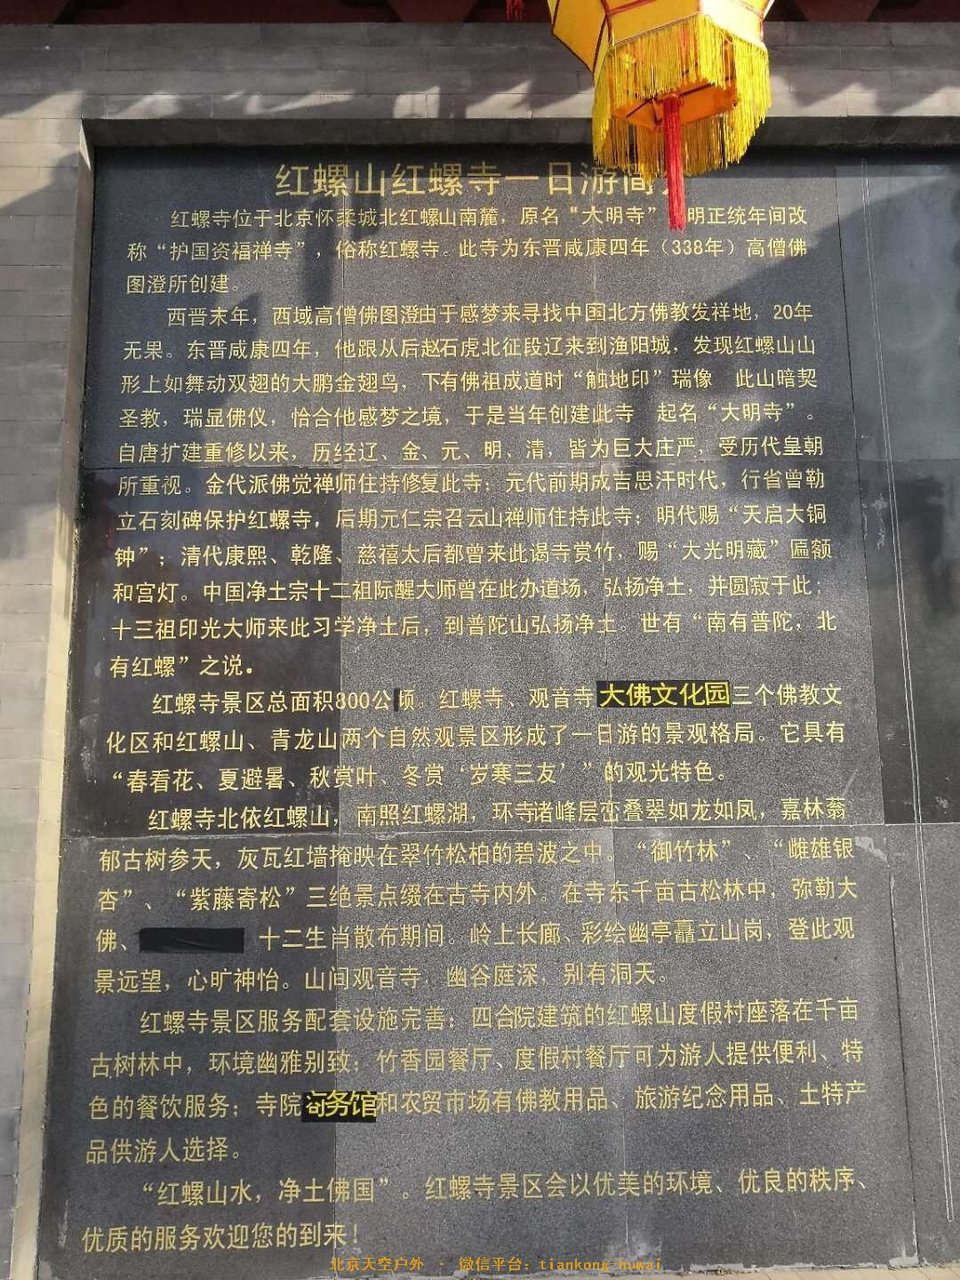 红螺山红螺寺一日游简
红螺寺位于北京怀柔城北红螺山南麓，原名“大明寺” 明正统年间改
称“护国资福禅寺”，俗称红螺寺。此寺为东晋咸康四年（338年）高僧佛
图澄所创建。
西晋末年，西域高僧佛图澄由于感梦来寻找中国北方佛教发祥地，20年
无果。东晋咸康四年，他跟从后赵石虎北征段辽来到渔阳城，发现红螺山山
形上如舞动双翅的大鹏金翅鸟，下有佛祖成道时“触地印”瑞像 此山暗契
圣教，瑞显佛仪，恰合他感梦之境，于是当年创建此寺 起名“大明寺”。
自唐扩建重修以来，历经辽、金、元、明、清，皆为巨大庄严，受历代皇朝
所重视。金代派佛觉禅师住持修复此寺；元代前期成吉思汗时代，行省曾勒
立石刻碑保护红螺寺，后期元仁宗召云山禅师住持此寺；明代赐“天启大铜
钟”；清代康熙、乾隆、慈禧太后都曾来此谒寺赏竹，赐“大光明藏”匾额
和宫灯。中国净土宗十二祖际醒大师曾在此办道场，弘扬净土，并圆寂于此；
十三祖印光大师来此习学净土后，到普陀山弘扬净土。世有“南有普陀，北
有红螺”之说。
红螺寺景区总面积800公顷。红螺寺、观音寺 大佛文化园三个佛教文
化区和红螺山、青龙山两个自然观景区形成了一日游的景观格局。它具有
“春看花、夏避暑、秋赏叶、冬赏‘岁寒三友’”的观光特色。
红螺寺北依红螺山，南照红螺湖，环寺诸峰层峦叠翠如龙如凤，嘉林蓊
郁古树参天，灰瓦红墙掩映在翠竹松柏的碧波之中。“御竹林”、“雌雄银
杏”、“紫藤寄松”三绝景点缀在古寺内外。在寺东千亩古松林中，弥勒大
佛、 十二生肖散布期间。岭上长廊、彩绘幽亭矗立山岗，登此观
景远望，心旷神怡。山间观音寺，幽谷庭深，别有洞天。
红螺寺景区服务配套设施完善；四合院建筑的红螺山度假村座落在千亩
古树林中，环境幽雅别致；竹香园餐厅、度假村餐厅可为游人提供便利、特
色的餐饮服务；寺院 务馆和农贸市场有佛教用品、旅游纪念用品、土特产
品供游人选择。
“红螺山水，净土佛国”。红螺寺景区会以优美的环境、优良的秩序、
优质的服务欢迎您的到来！
北京天空户外 - 微信平台：tiankong-huwai